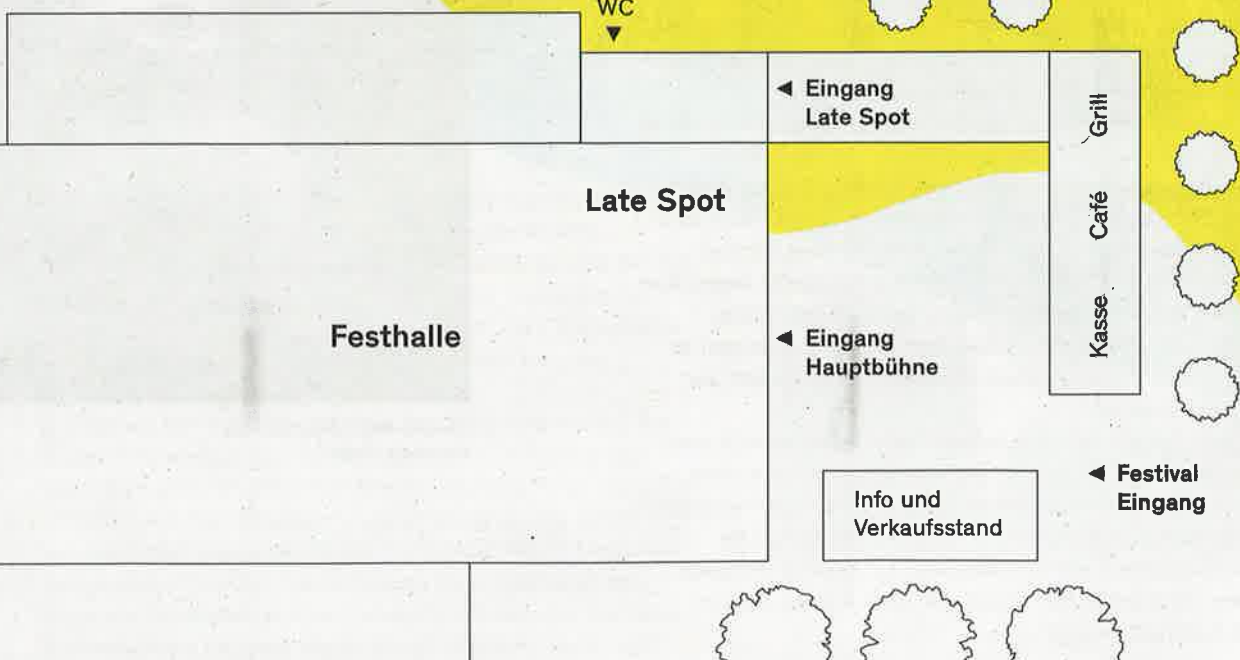 WC
Eingang
Late Spot
Grill
Late Spot
Café
Festhalle
Eingang
Hauptbühne
Kasse
Festival
Eingang
Info und
Verkaufsstand